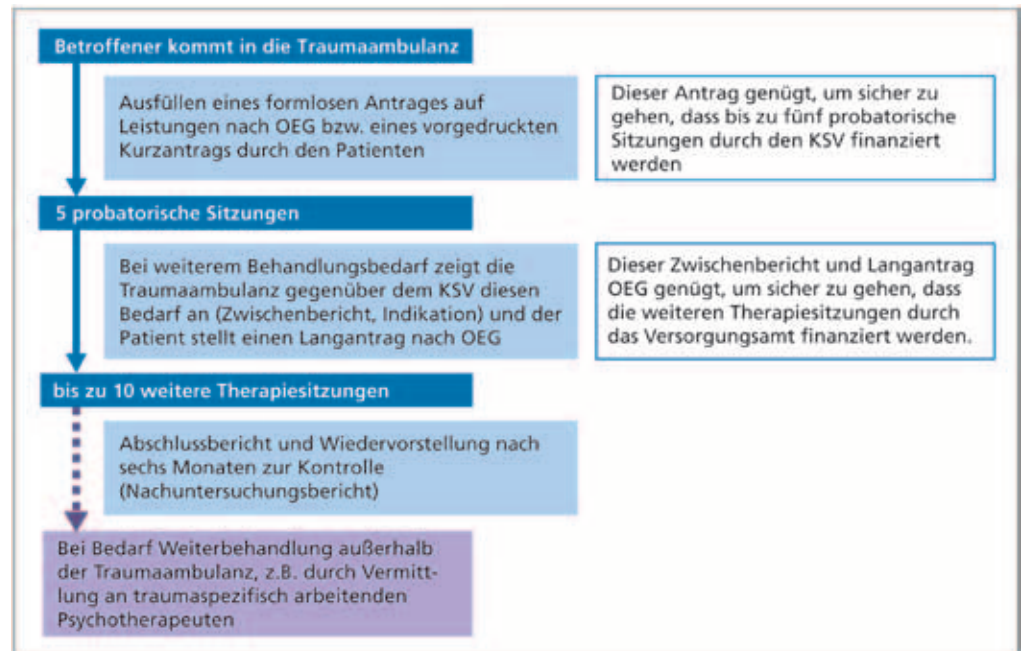 Betroffener kommt in die Traumaambulanz
Ausfüllen eines formlosen Antrages auf
Leistungen nach OEG bzw. eines vorgedruckten
Kurzantrags durch den Patienten
Dieser Antrag genügt, um sicher zu
gehen, dass bis zu fünf probatorische
Sitzungen durch den KSV finanziert
werden
5 probatorische Sitzungen
Bei weiterem Behandlungsbedarf zeigt die
Traumaambulanz gegenüber dem KSV diesen
Bedarf an (Zwischenbericht, Indikation) und der
Patient stellt einen Langantrag nach OEG
Dieser Zwischenbericht und Langantrag
OEG genügt, um sicher zu gehen, dass
die weiteren Therapiesitzungen durch
das Versorgungsamt finanziert werden.
bis zu 10 weitere Therapiesitzungen
Abschlussbericht und Wiedervorstellung nach
sechs Monaten zur Kontrolle
(Nachuntersuchungsbericht)
Bei Bedarf Weiterbehandlung außerhalb
der Traumaambulanz, z.B. durch Vermitt-
lung an traumaspezifisch arbeitenden
Psychotherapeuten